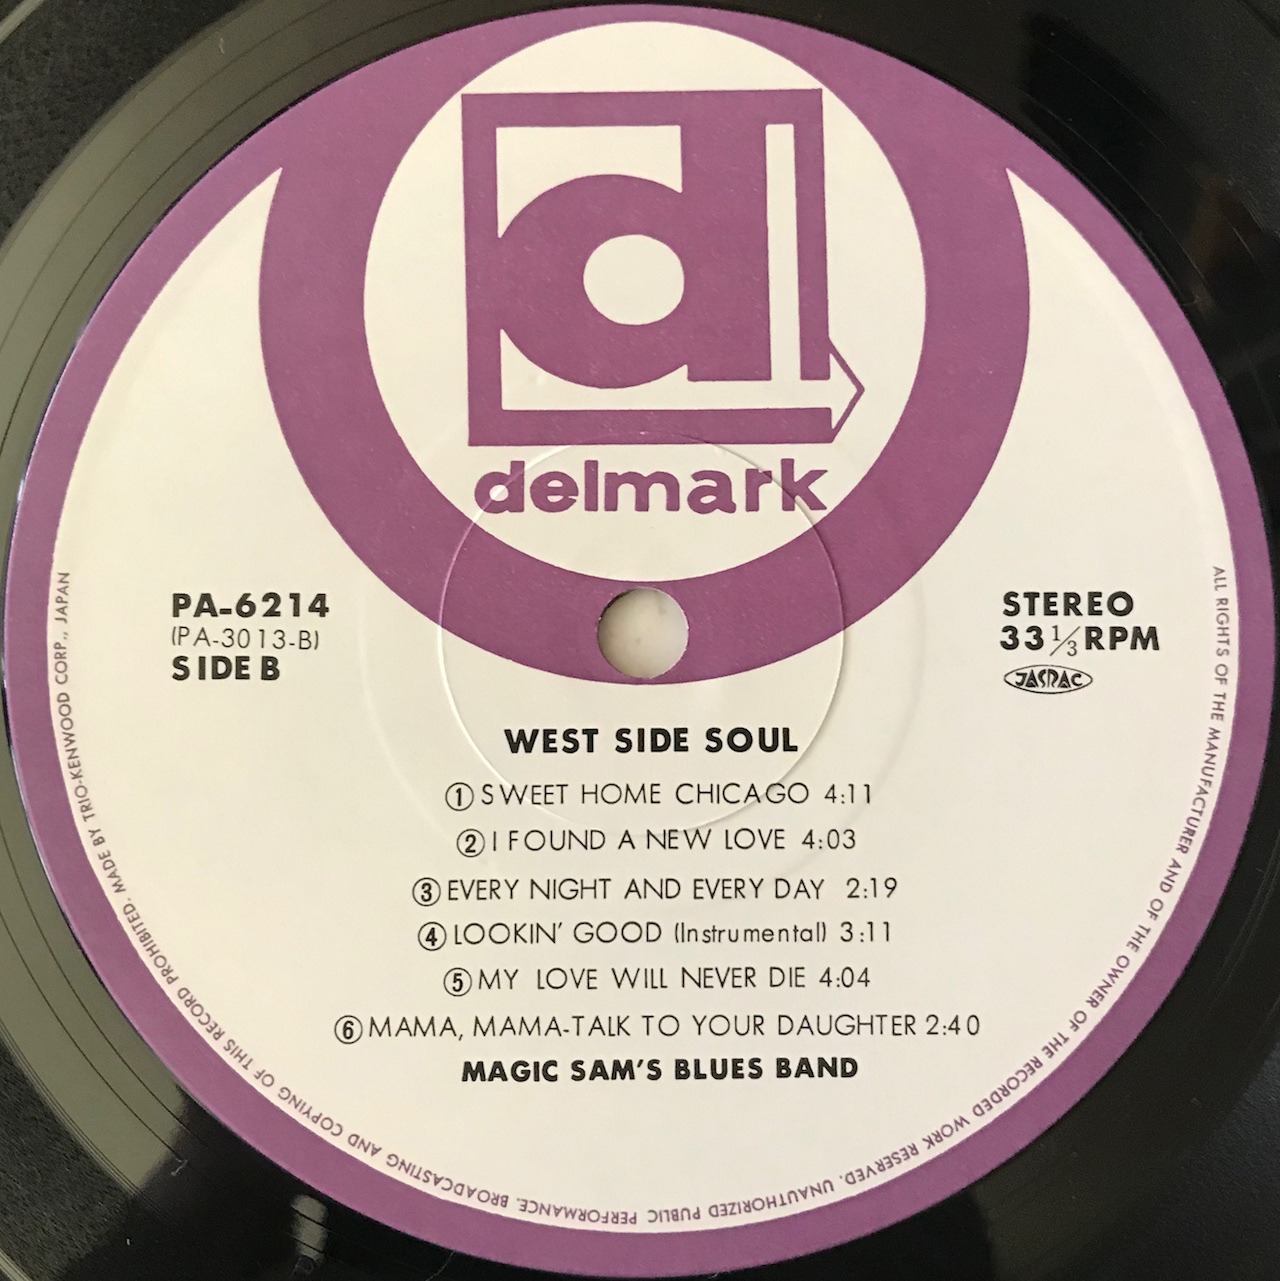 delmark
PA-6214
(PA-3013-B)
SIDE B
STEREO
33 1/3 RPM
JASRAC
WEST SIDE SOUL
① SWEET HOME CHICAGO 4:11
② I FOUND A NEW LOVE 4:03
③ EVERY NIGHT AND EVERY DAY 2:19
④ LOOKIN' GOOD (Instrumental) 3:11
⑤ MY LOVE WILL NEVER DIE 4:04
⑥ MAMA, MAMA-TALK TO YOUR DAUGHTER 2:40
MAGIC SAM'S BLUES BAND
ALL RIGHTS OF THE MANUFACTURER AND OF THE OWNER OF THE RECORDED WORK RESERVED. UNAUTHORIZED PUBLIC PERFORMANCE. BROADCASTING AND COPYING OF THIS RECORD PROHIBITED. MADE BY TRIO-KENWOOD CORP., JAPAN